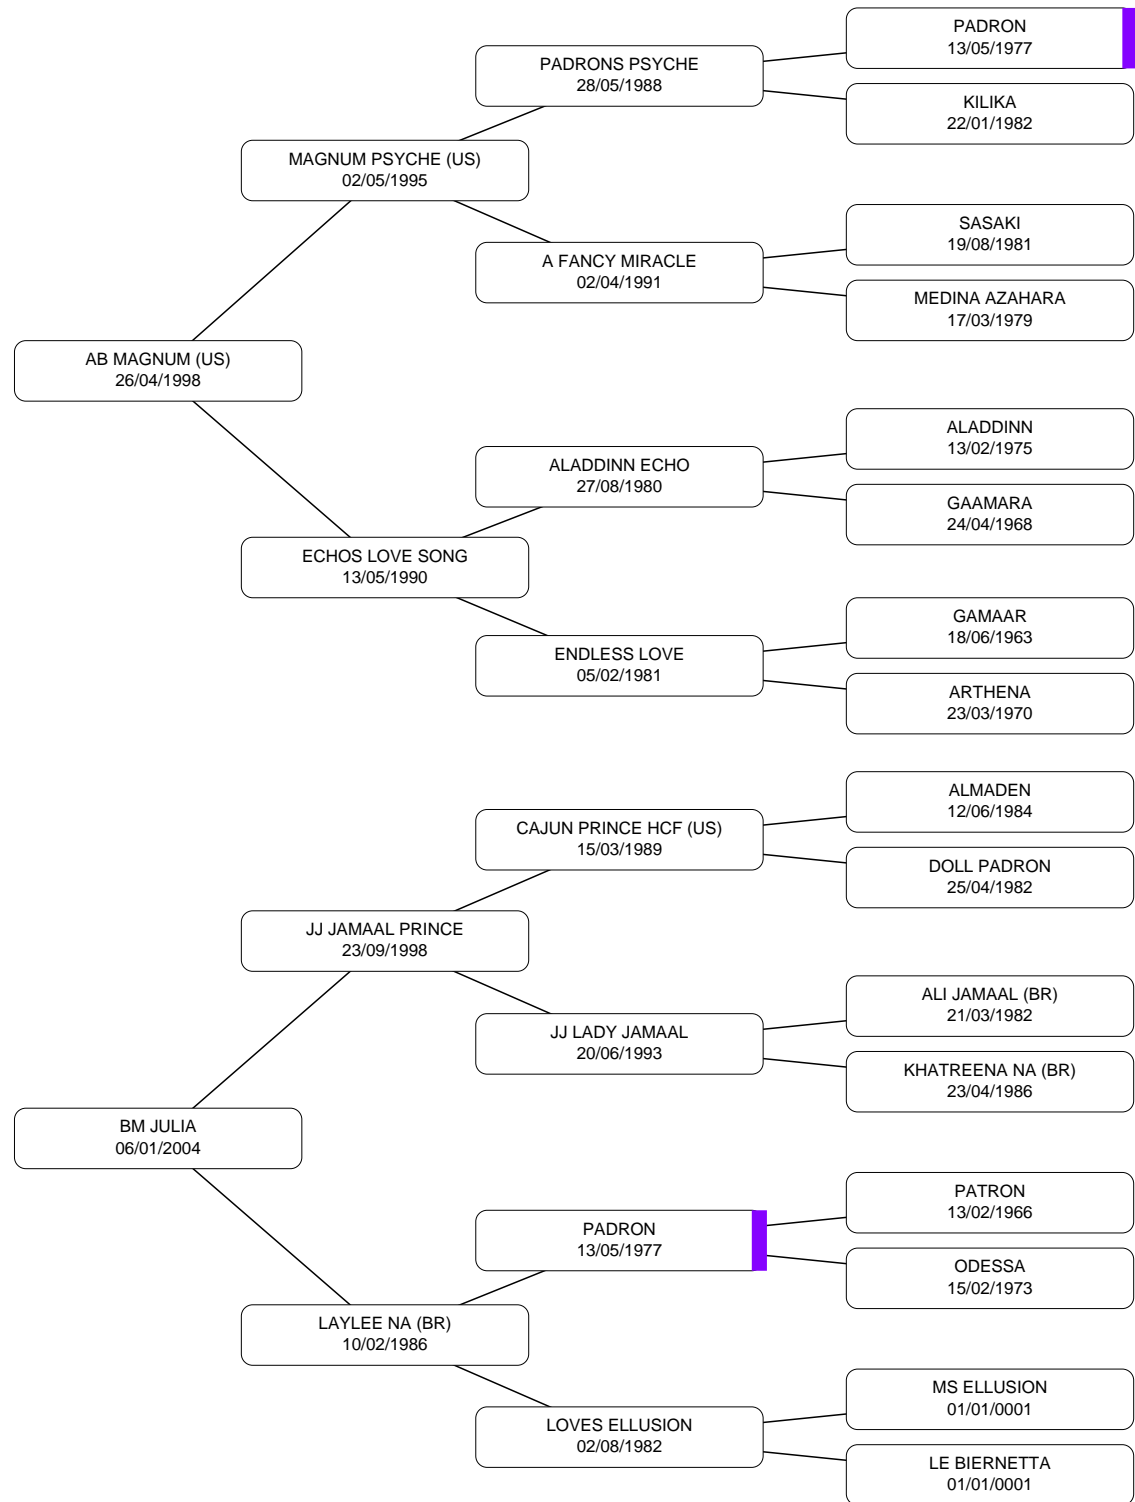 PADRON
13/05/1977
PADRONS PSYCHE
28/05/1988
KILIKA
22/01/1982
MAGNUM PSYCHE (US)
02/05/1995
SASAKI
19/08/1981
A FANCY MIRACLE
02/04/1991
MEDINA AZAHARA
17/03/1979
AB MAGNUM (US)
26/04/1998
ALADDINN
13/02/1975
ALADDINN ECHO
27/08/1980
GAAMARA
24/04/1968
ECHOS LOVE SONG
13/05/1990
GAMAAR
18/06/1963
ENDLESS LOVE
05/02/1981
ARTHENA
23/03/1970
ALMADEN
12/06/1984
CAJUN PRINCE HCF (US)
15/03/1989
DOLL PADRON
25/04/1982
JJ JAMAAL PRINCE
23/09/1998
ALI JAMAAL (BR)
21/03/1982
JJ LADY JAMAAL
20/06/1993
KHATREENA NA (BR)
23/04/1986
BM JULIA
06/01/2004
PATRON
13/02/1966
PADRON
13/05/1977
ODESSA
15/02/1973
LAYLEE NA (BR)
10/02/1986
MS ELLUSION
01/01/0001
LOVES ELLUSION
02/08/1982
LE BIERNETTA
01/01/0001